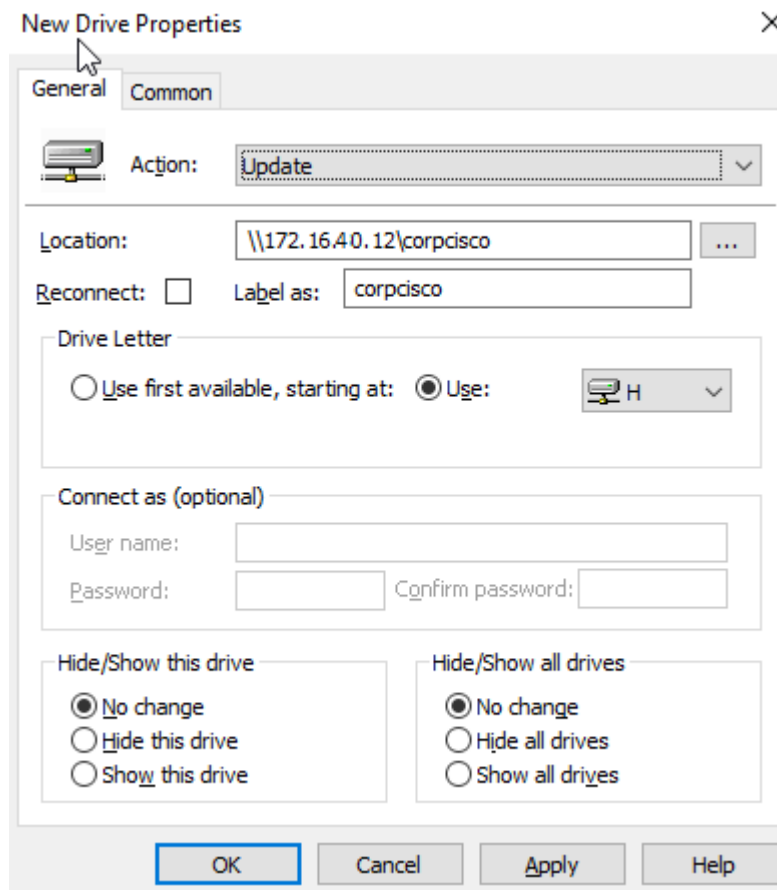 New Drive Properties
General Common
Action: Update
Location: \\172.16.40.12\corpcisco ...
Reconnect: Label as: corpcisco
Drive Letter
Use first available, starting at: Use: H
Connect as (optional)
User name:
Password: Confirm password:
Hide/Show this drive Hide/Show all drives
No change No change
Hide this drive Hide all drives
Show this drive Show all drives
OK Cancel Apply Help